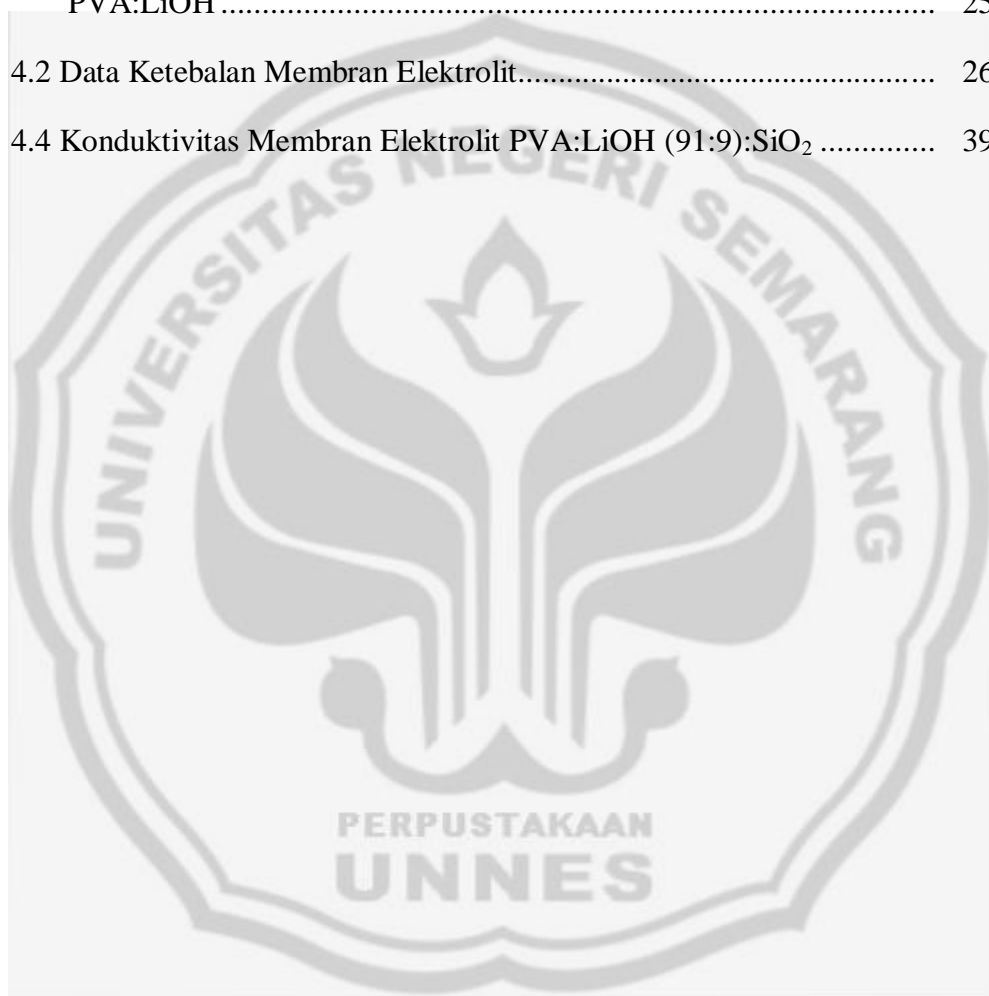 PVA:LiOH .......................................................................................... 25
4.2 Data Ketebalan Membran Elektrolit................................................... 26
4.4 Konduktivitas Membran Elektrolit PVA:LiOH (91:9):SiO₂ ............. 39
UNIVERSITAS NEGERI SEMARANG
PERPUSTAKAAN
UNNES